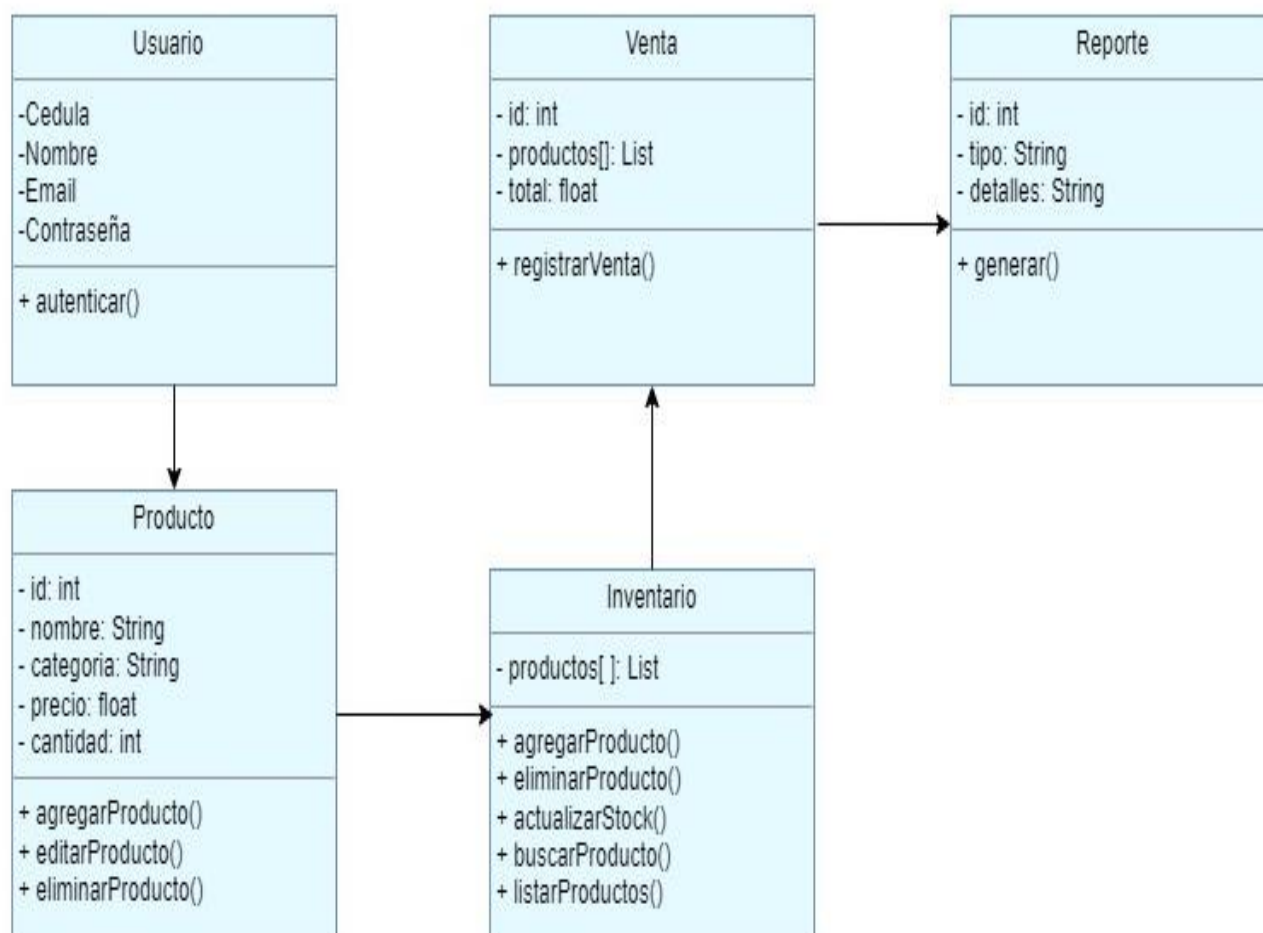 Usuario
-Cedula
-Nombre
-Email
-Contraseña
+ autenticar()
Venta
- id: int
- productos[]: List
- total: float
+ registrarVenta()
Reporte
- id: int
- tipo: String
- detalles: String
+ generar()
Producto
- id: int
- nombre: String
- categoria: String
- precio: float
- cantidad: int
+ agregarProducto()
+ editarProducto()
+ eliminarProducto()
Inventario
- productos[ ]: List
+ agregarProducto()
+ eliminarProducto()
+ actualizarStock()
+ buscarProducto()
+ listarProductos()